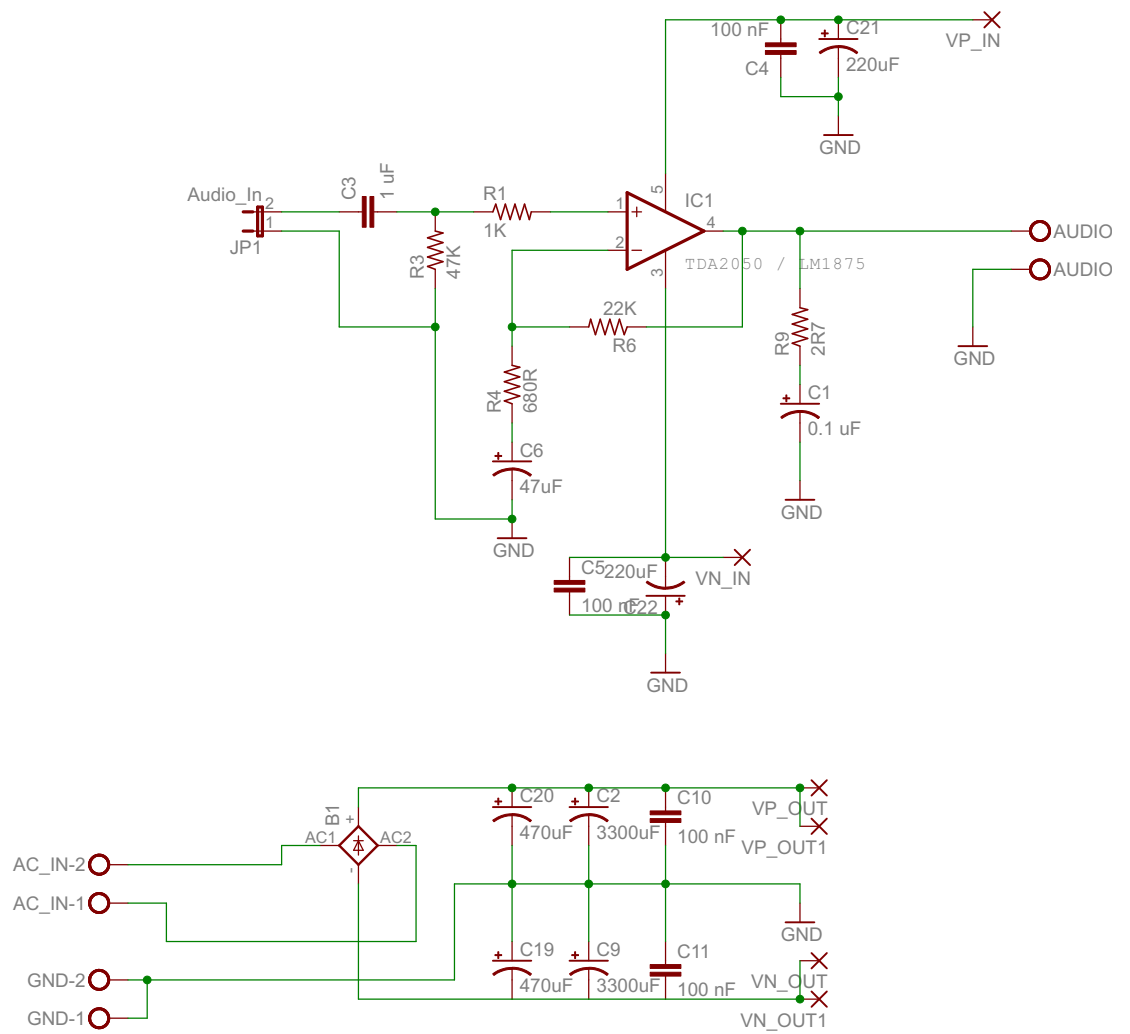 100 nF
C4
C21
220uF
VP_IN
GND
Audio_In
2
1
JP1
C3
1 uF
R1
1K
R3
47K
1
+
2
-
5
3
4
IC1
TDA2050 / LM1875
AUDIO
AUDIO
GND
22K
R6
R9
2R7
R4
680R
+
C1
0.1 uF
+
C6
47uF
GND
GND
C5
220uF
100 nF
C22
+
VN_IN
GND
B1
+
-
AC1
AC2
AC_IN-2
AC_IN-1
GND-2
GND-1
+
C20
470uF
+
C2
3300uF
C10
100 nF
VP_OUT
VP_OUT1
GND
+
C19
470uF
+
C9
3300uF
C11
100 nF
VN_OUT
VN_OUT1